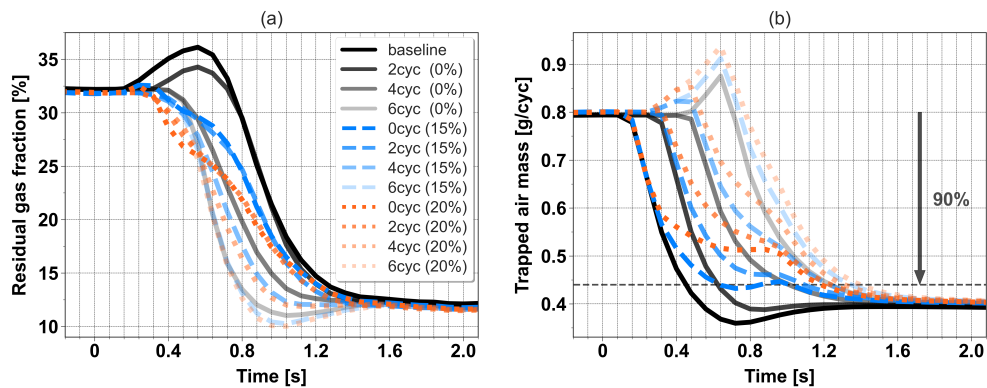 (a)
Residual gas fraction [%]
35
30
25
20
15
10
0
0.4
0.8
1.2
1.6
2.0
Time [s]
baseline
2cyc (0%)
4cyc (0%)
6cyc (0%)
0cyc (15%)
2cyc (15%)
4cyc (15%)
6cyc (15%)
0cyc (20%)
2cyc (20%)
4cyc (20%)
6cyc (20%)
(b)
Trapped air mass [g/cyc]
0.9
0.8
0.7
0.6
0.5
0.4
0
0.4
0.8
1.2
1.6
2.0
Time [s]
90%